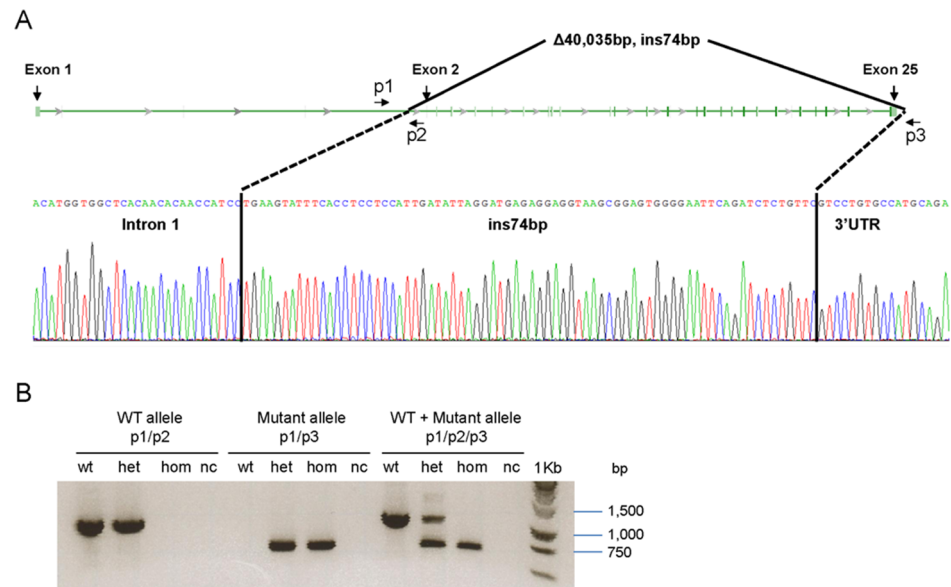 A
Δ40,035bp, ins74bp
Exon 1
p1
Exon 2
Exon 25
p2
p3
ACATGGTGGCTCACAACACAACCATCCTGAAGTATTTCACCTCCTCCATTGATATTAGGATGAGAGGAGGTAAGCGGAGTGGGGAATTCAGATCTCTGTTCGTCCTGTGCCATGCAGA
Intron 1
ins74bp
3'UTR
B
WT allele
p1/p2
Mutant allele
p1/p3
WT + Mutant allele
p1/p2/p3
wt het hom nc wt het hom nc wt het hom nc 1Kb bp
1,500
1,000
750